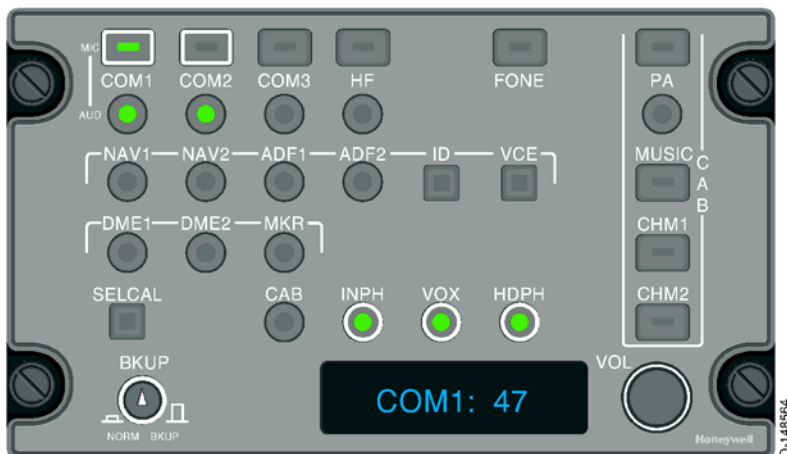 MIC
COM1 COM2 COM3 HF FONE PA
AUD
NAV1 NAV2 ADF1 ADF2 ID VCE MUSIC
CAB
DME1 DME2 MKR CHM1
SELCAL CAB INPH VOX HDPH CHM2
BKUP VOL
COM1: 47
NORM BKUP
Honeywell